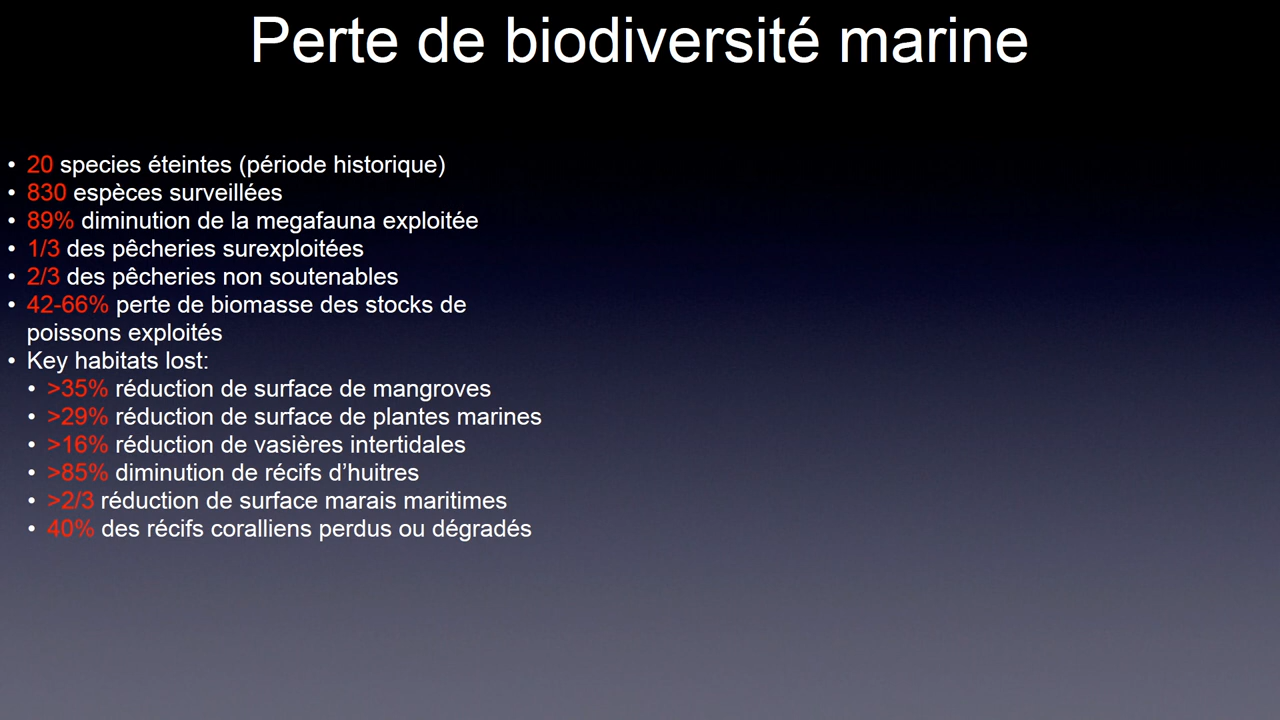 Perte de biodiversité marine
• 20 species éteintes (période historique)
• 830 espèces surveillées
• 89% diminution de la megafauna exploitée
• 1/3 des pêcheries surexploitées
• 2/3 des pêcheries non soutenables
• 42-66% perte de biomasse des stocks de
poissons exploités
• Key habitats lost:
• >35% réduction de surface de mangroves
• >29% réduction de surface de plantes marines
• >16% réduction de vasières intertidales
• >85% diminution de récifs d’huitres
• >2/3 réduction de surface marais maritimes
• 40% des récifs coralliens perdus ou dégradés